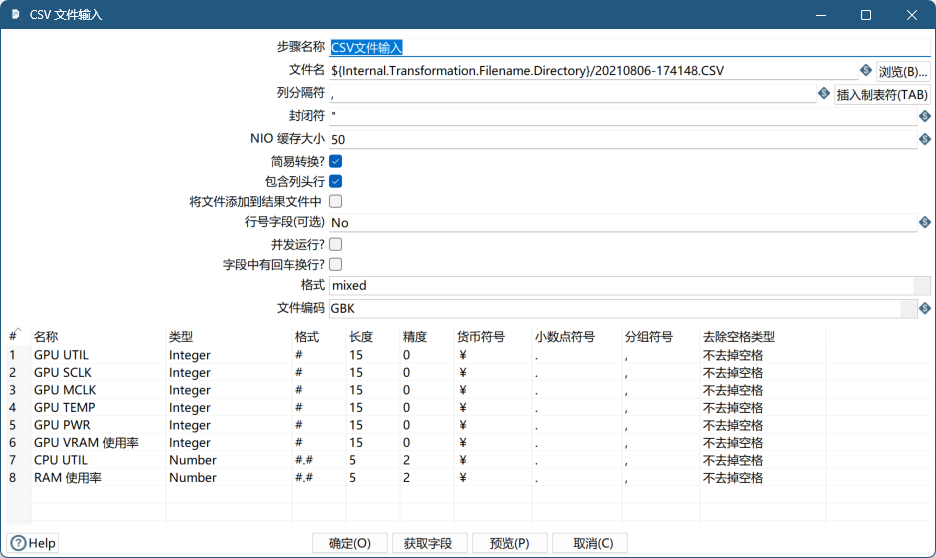 CSV 文件输入
步骤名称 CSV文件输入
文件名 ${Internal.Transformation.Filename.Directory}/20210806-174148.CSV 浏览(B)...
列分隔符 , 插入制表符(TAB)
封闭符 "
NIO 缓存大小 50
简易转换?
包含列头行
将文件添加到结果文件中
行号字段(可选) No
并发运行?
字段中有回车换行?
格式 mixed
文件编码 GBK
# 名称 类型 格式 长度 精度 货币符号 小数点符号 分组符号 去除空格类型
1 GPU UTIL Integer # 15 0 ¥ . , 不去掉空格
2 GPU SCLK Integer # 15 0 ¥ . , 不去掉空格
3 GPU MCLK Integer # 15 0 ¥ . , 不去掉空格
4 GPU TEMP Integer # 15 0 ¥ . , 不去掉空格
5 GPU PWR Integer # 15 0 ¥ . , 不去掉空格
6 GPU VRAM 使用率 Integer # 15 0 ¥ . , 不去掉空格
7 CPU UTIL Number #.# 5 2 ¥ . , 不去掉空格
8 RAM 使用率 Number #.# 5 2 ¥ . , 不去掉空格
Help 确定(O) 获取字段 预览(P) 取消(C)